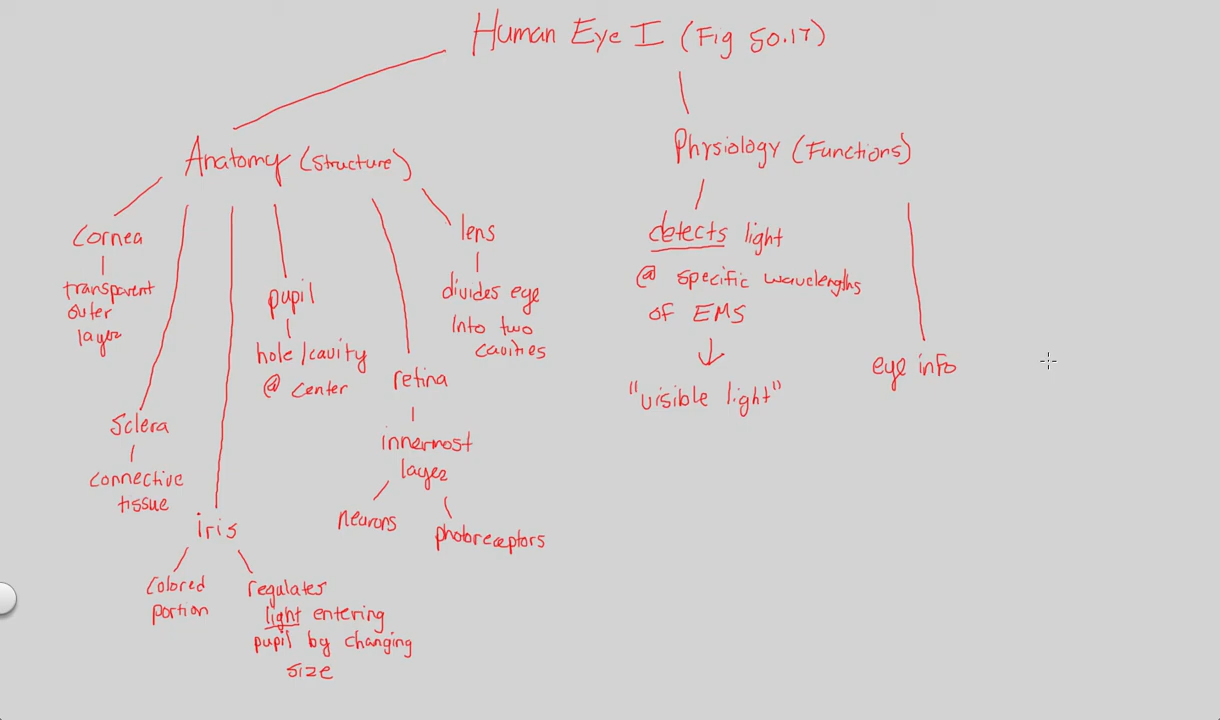 Human Eye I (Fig 50.17)
Anatomy (structure)
Cornea
transparent
outer
layer
Sclera
connective
tissue
iris
colored
portion
regulates
light entering
pupil by changing
size
pupil
hole/cavity
@ center
retina
innermost
layer
neurons
photoreceptors
lens
divides eye
into two
cavities
Physiology (Functions)
detects light
@ specific wavelengths
of EMS
"visible light"
eye info